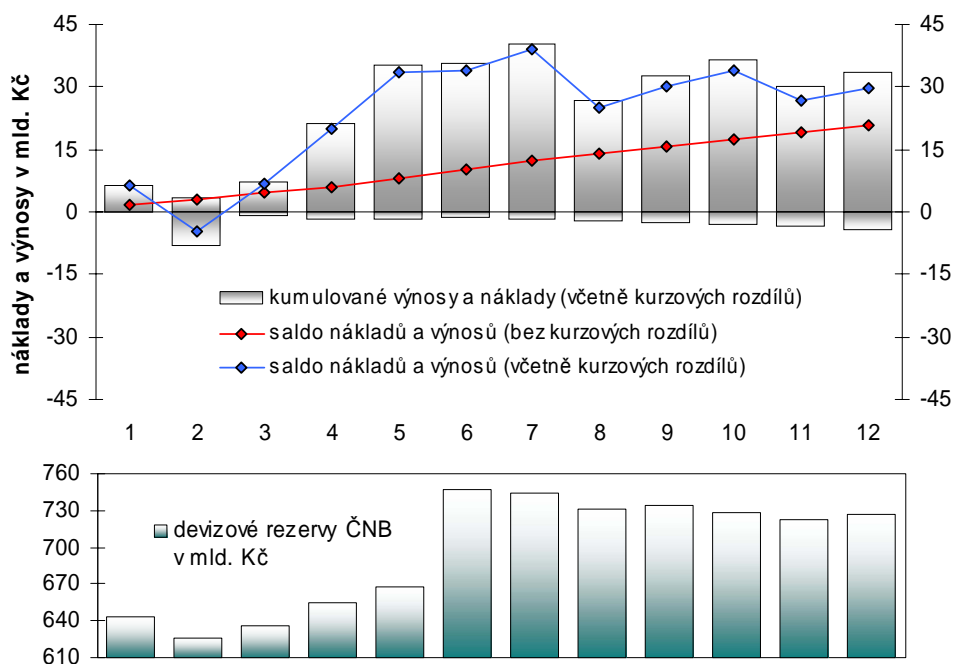 náklady a výnosy v mld. Kč
45 45
30 30
15 15
0 0
-15 -15
-30 -30
-45 -45
kumulované výnosy a náklady (včetně kurzových rozdílů)
saldo nákladů a výnosů (bez kurzových rozdílů)
saldo nákladů a výnosů (včetně kurzových rozdílů)
1 2 3 4 5 6 7 8 9 10 11 12
760
730
700
670
640
610
devizové rezervy ČNB
v mld. Kč